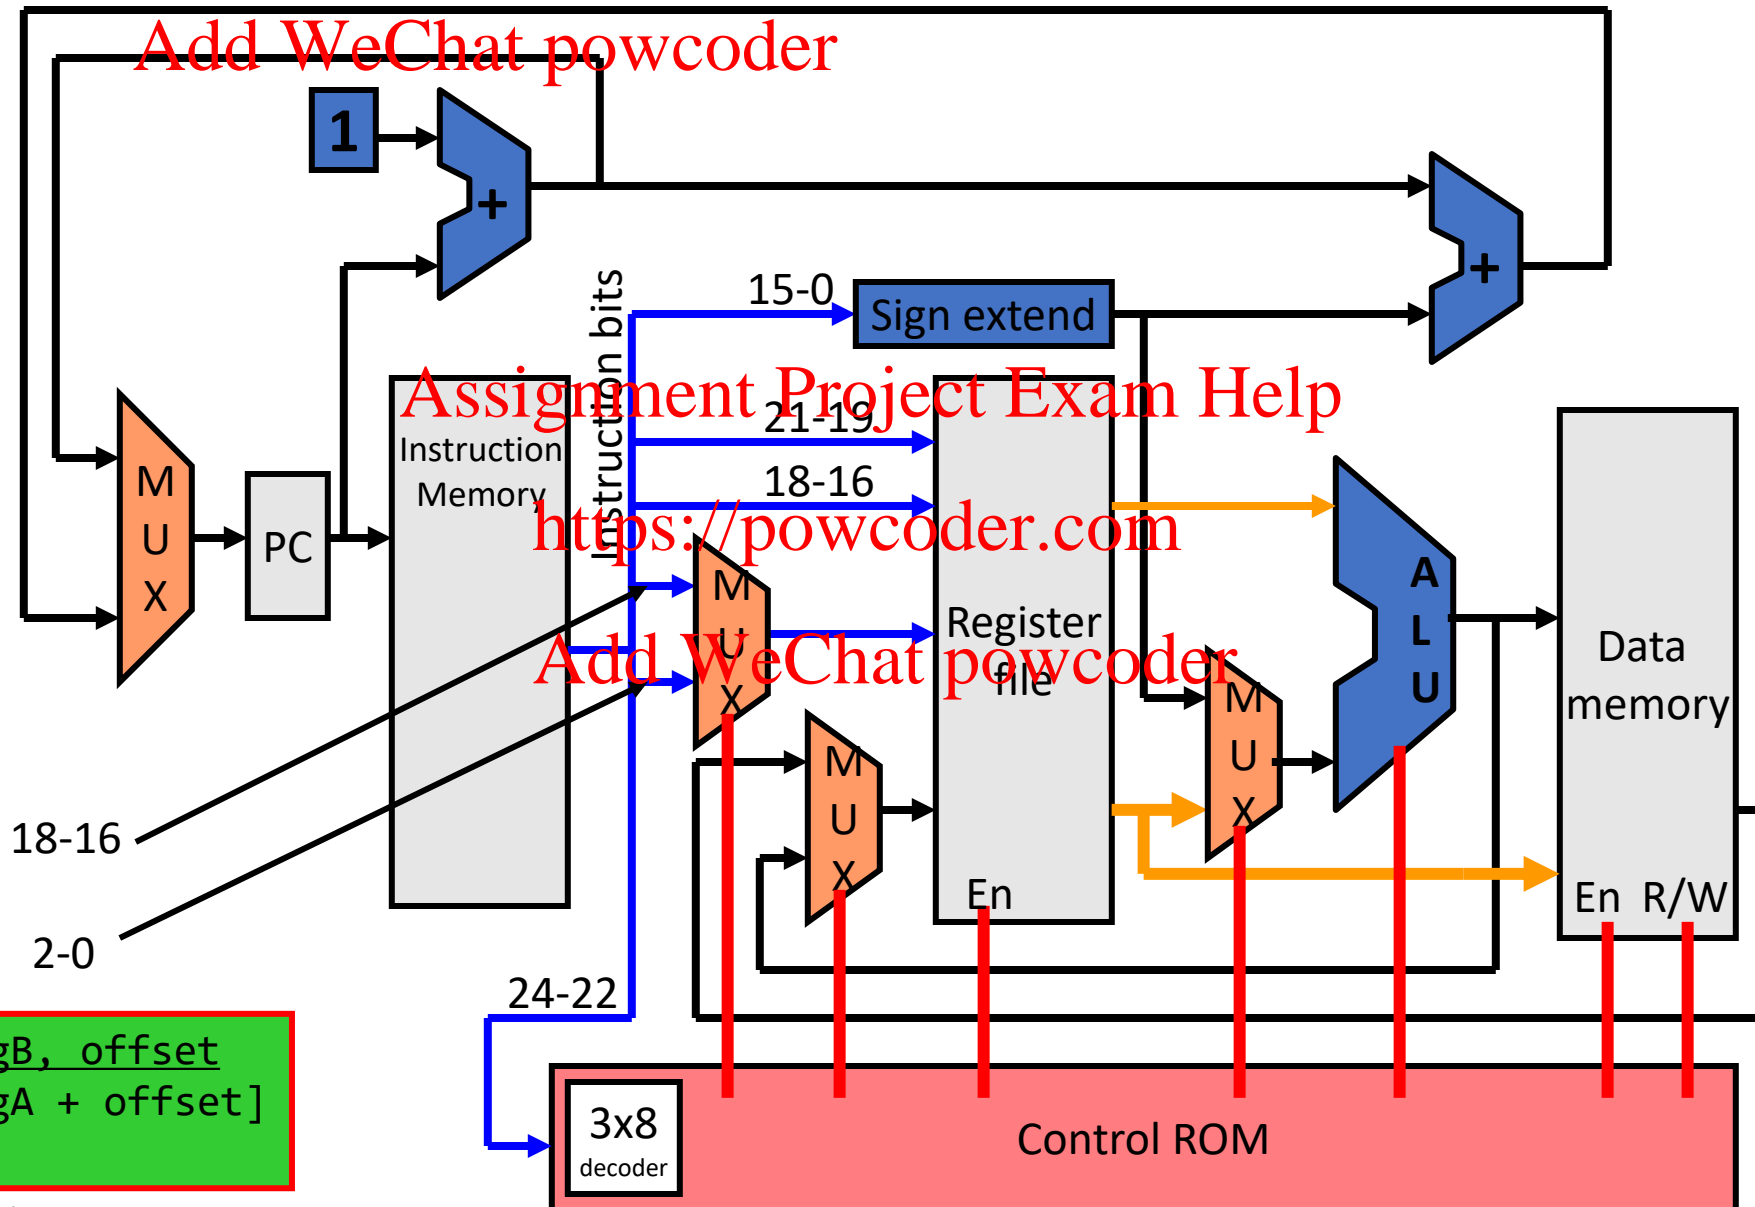 Add WeChat powcoder
1
+
+
Instruction bits
15-0
Sign extend
Assignment Project Exam Help
21-19
Instruction
Memory
18-16
https://powcoder.com
M
U
X
PC
M
U
X
Register
file
Add WeChat powcoder
A
L
U
M
U
X
Data
memory
M
U
X
18-16
2-0
En
En R/W
24-22
gB, offset
gA + offset]
3x8
decoder
Control ROM